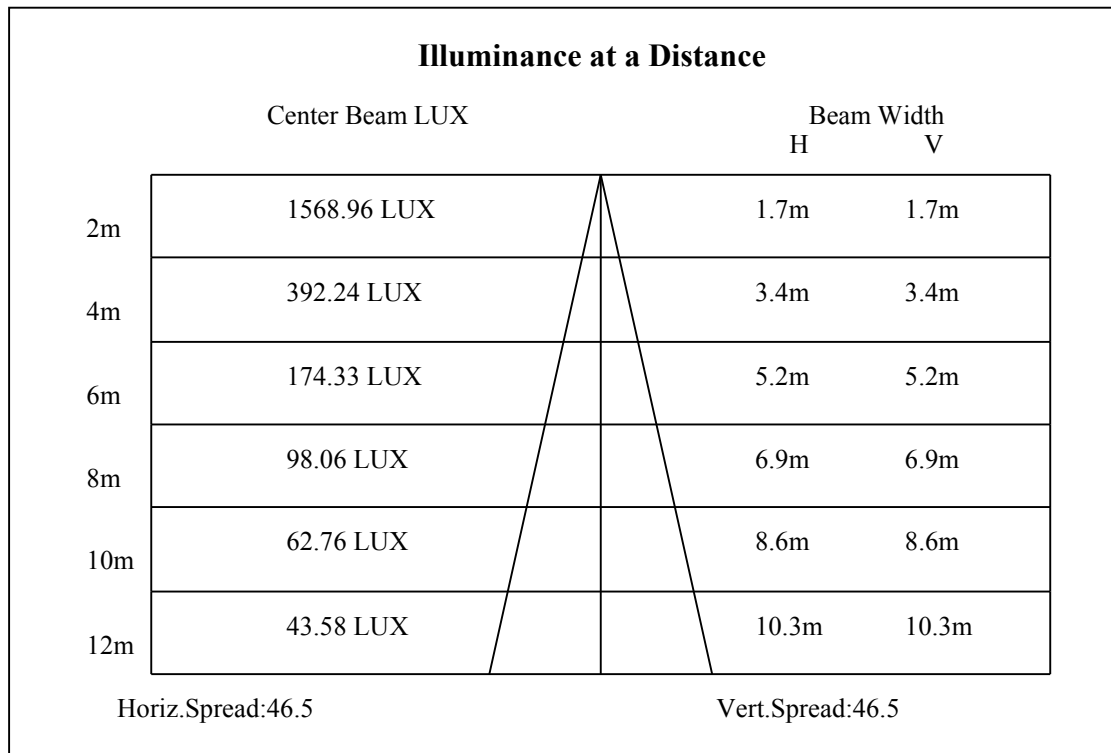 Illuminance at a Distance
Center Beam LUX Beam Width
H V
2m 1568.96 LUX 1.7m 1.7m
4m 392.24 LUX 3.4m 3.4m
6m 174.33 LUX 5.2m 5.2m
8m 98.06 LUX 6.9m 6.9m
10m 62.76 LUX 8.6m 8.6m
12m 43.58 LUX 10.3m 10.3m
Horiz.Spread:46.5 Vert.Spread:46.5